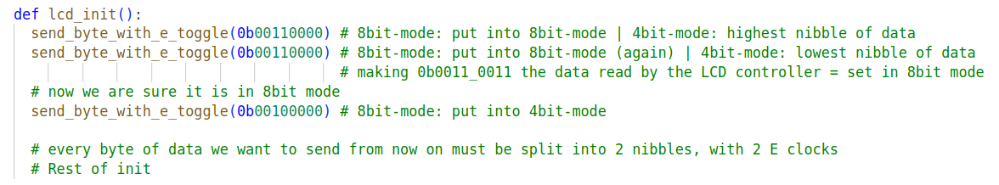 def lcd_init():
send_byte_with_e_toggle(0b00110000) # 8bit-mode: put into 8bit-mode | 4bit-mode: highest nibble of data
send_byte_with_e_toggle(0b00110000) # 8bit-mode: put into 8bit-mode (again) | 4bit-mode: lowest nibble of data
# making 0b0011_0011 the data read by the LCD controller = set in 8bit mode
# now we are sure it is in 8bit mode
send_byte_with_e_toggle(0b00100000) # 8bit-mode: put into 4bit-mode
# every byte of data we want to send from now on must be split into 2 nibbles, with 2 E clocks
# Rest of init